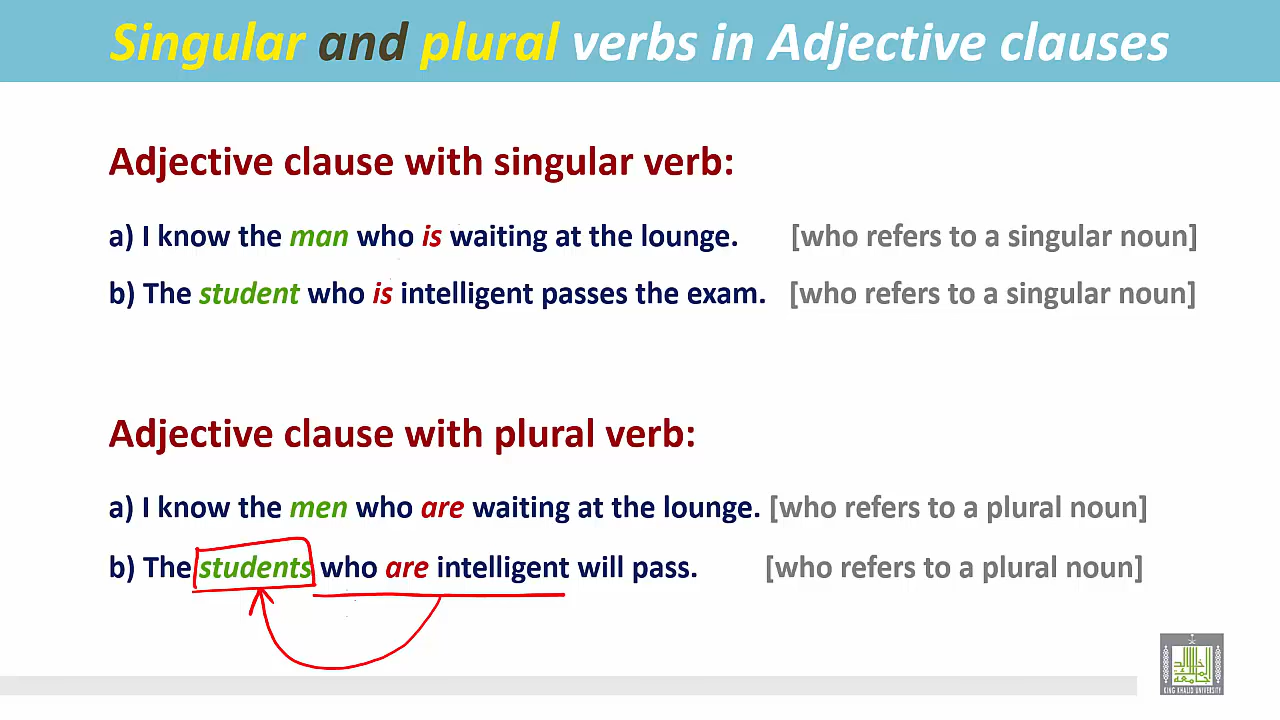 Singular and plural verbs in Adjective clauses
Adjective clause with singular verb:
a) I know the man who is waiting at the lounge. [who refers to a singular noun]
b) The student who is intelligent passes the exam. [who refers to a singular noun]
Adjective clause with plural verb:
a) I know the men who are waiting at the lounge. [who refers to a plural noun]
b) The students who are intelligent will pass. [who refers to a plural noun]
KING KHALID UNIVERSITY